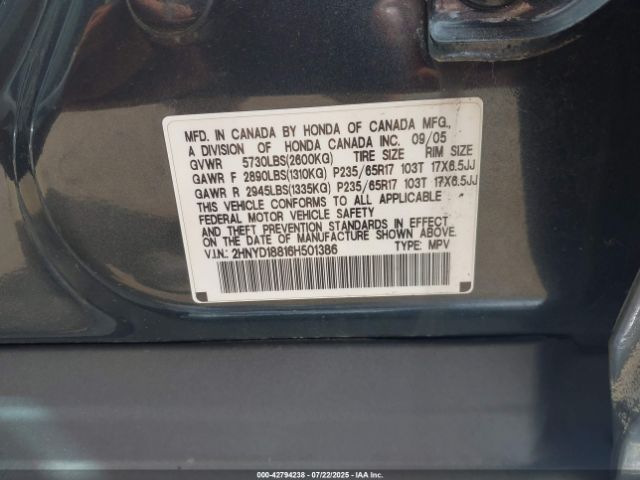 MFD. IN CANADA BY HONDA OF CANADA MFG.,
A DIVISION OF HONDA CANADA INC. 09/05
GVWR 5730LBS(2600KG) TIRE SIZE RIM SIZE
GAWR F 2890LBS(1310KG) P235/65R17 103T 17X6.5JJ
GAWR R 2945LBS(1335KG) P235/65R17 103T 17X6.5JJ
THIS VEHICLE CONFORMS TO ALL APPLICABLE
FEDERAL MOTOR VEHICLE SAFETY
AND THEFT PREVENTION STANDARDS IN EFFECT
ON THE DATE OF MANUFACTURE SHOWN ABOVE.
V.I.N.: 2HNYD18816H501386 TYPE: MPV
000-42794238 - 07/22/2025 - IAA Inc.